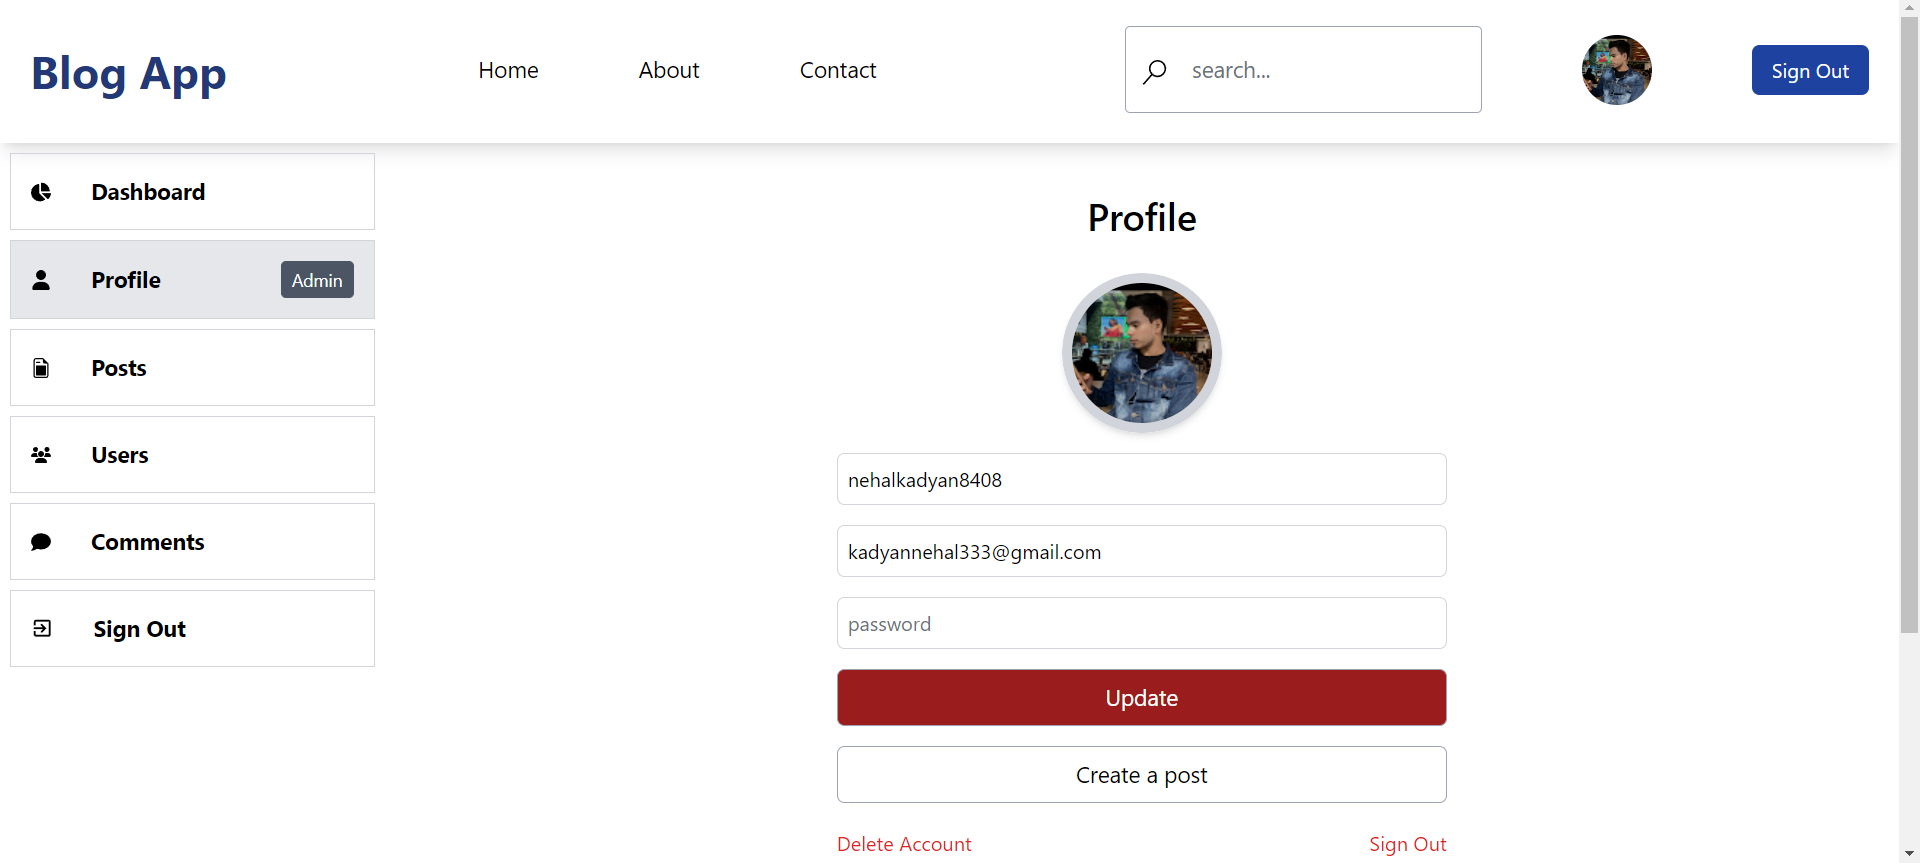 Blog App
Home
About
Contact
search...
Sign Out
Dashboard
Profile
Admin
Posts
Users
Comments
Sign Out
Profile
nehalkadyan8408
kadyannehal333@gmail.com
password
Update
Create a post
Delete Account
Sign Out